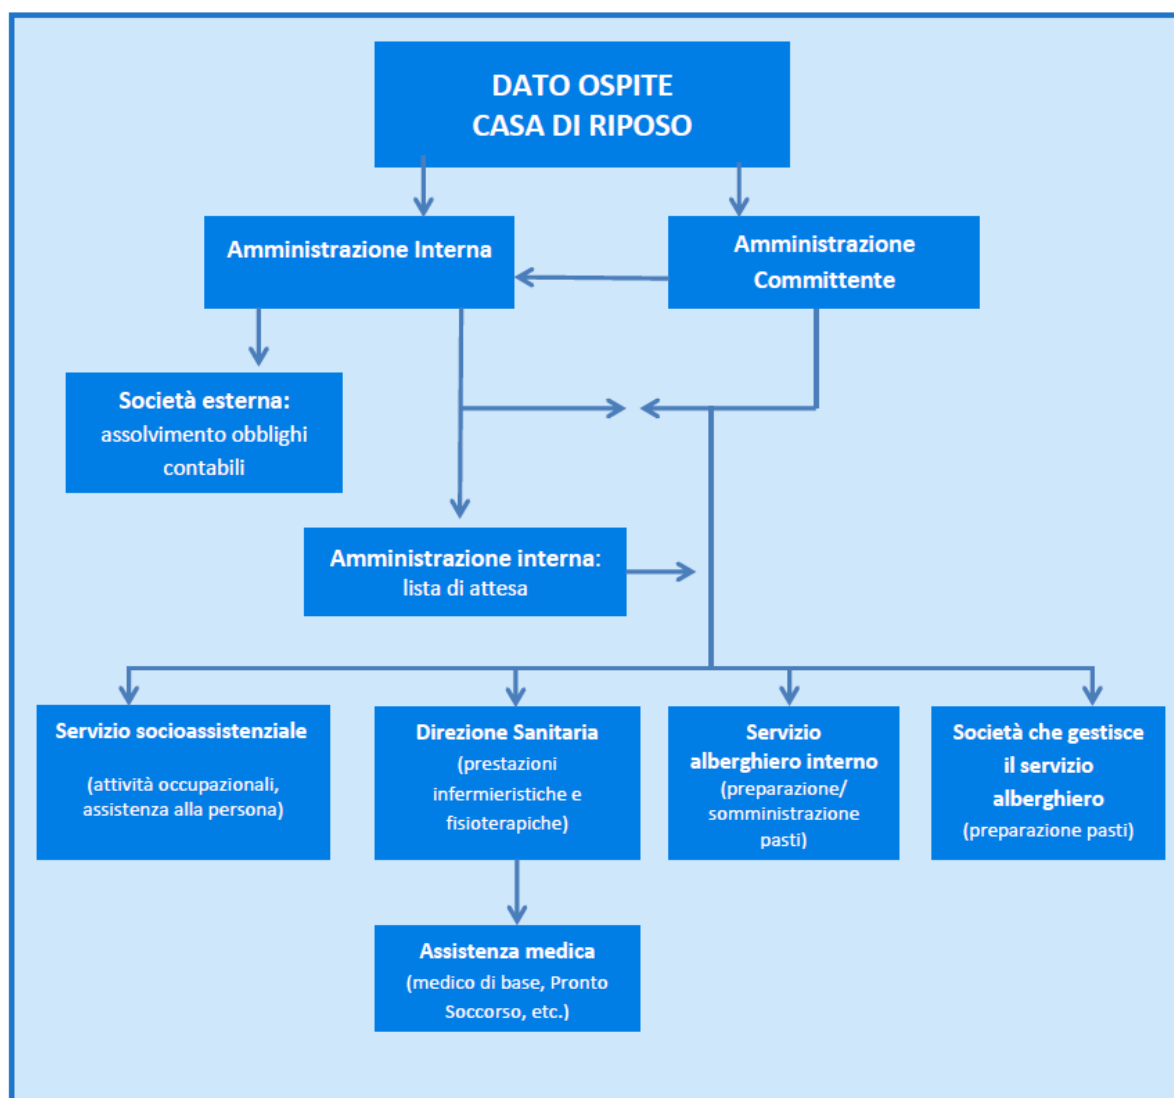 DATO OSPITE
CASA DI RIPOSO
Amministrazione Interna
Amministrazione
Committente
Società esterna:
assolvimento obblighi
contabili
Amministrazione interna:
lista di attesa
Servizio socioassistenziale
(attività occupazionali,
assistenza alla persona)
Direzione Sanitaria
(prestazioni
infermieristiche e
fisioterapiche)
Servizio
alberghiero interno
(preparazione/
somministrazione
pasti)
Società che gestisce
il servizio
alberghiero
(preparazione pasti)
Assistenza medica
(medico di base, Pronto
Soccorso, etc.)